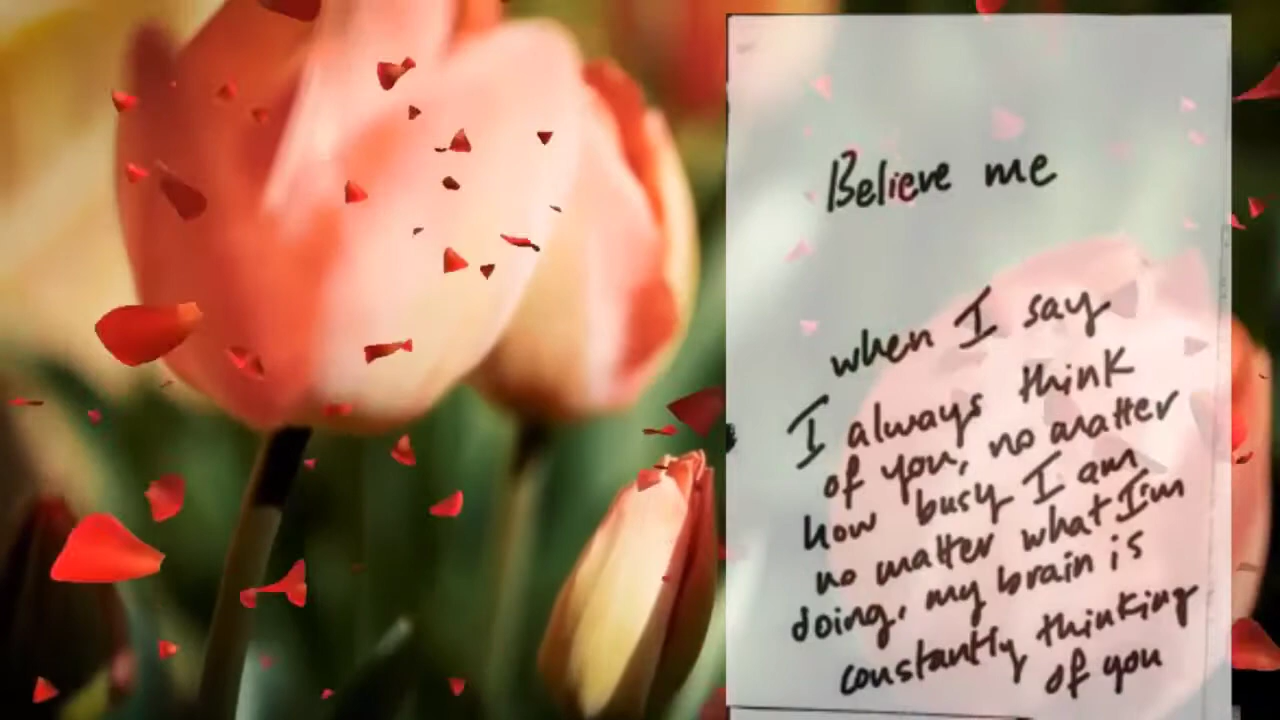 Believe me
when I say
I always think
of you, no matter
how busy I am
no matter what I'm
doing, my brain is
constantly thinking
of you